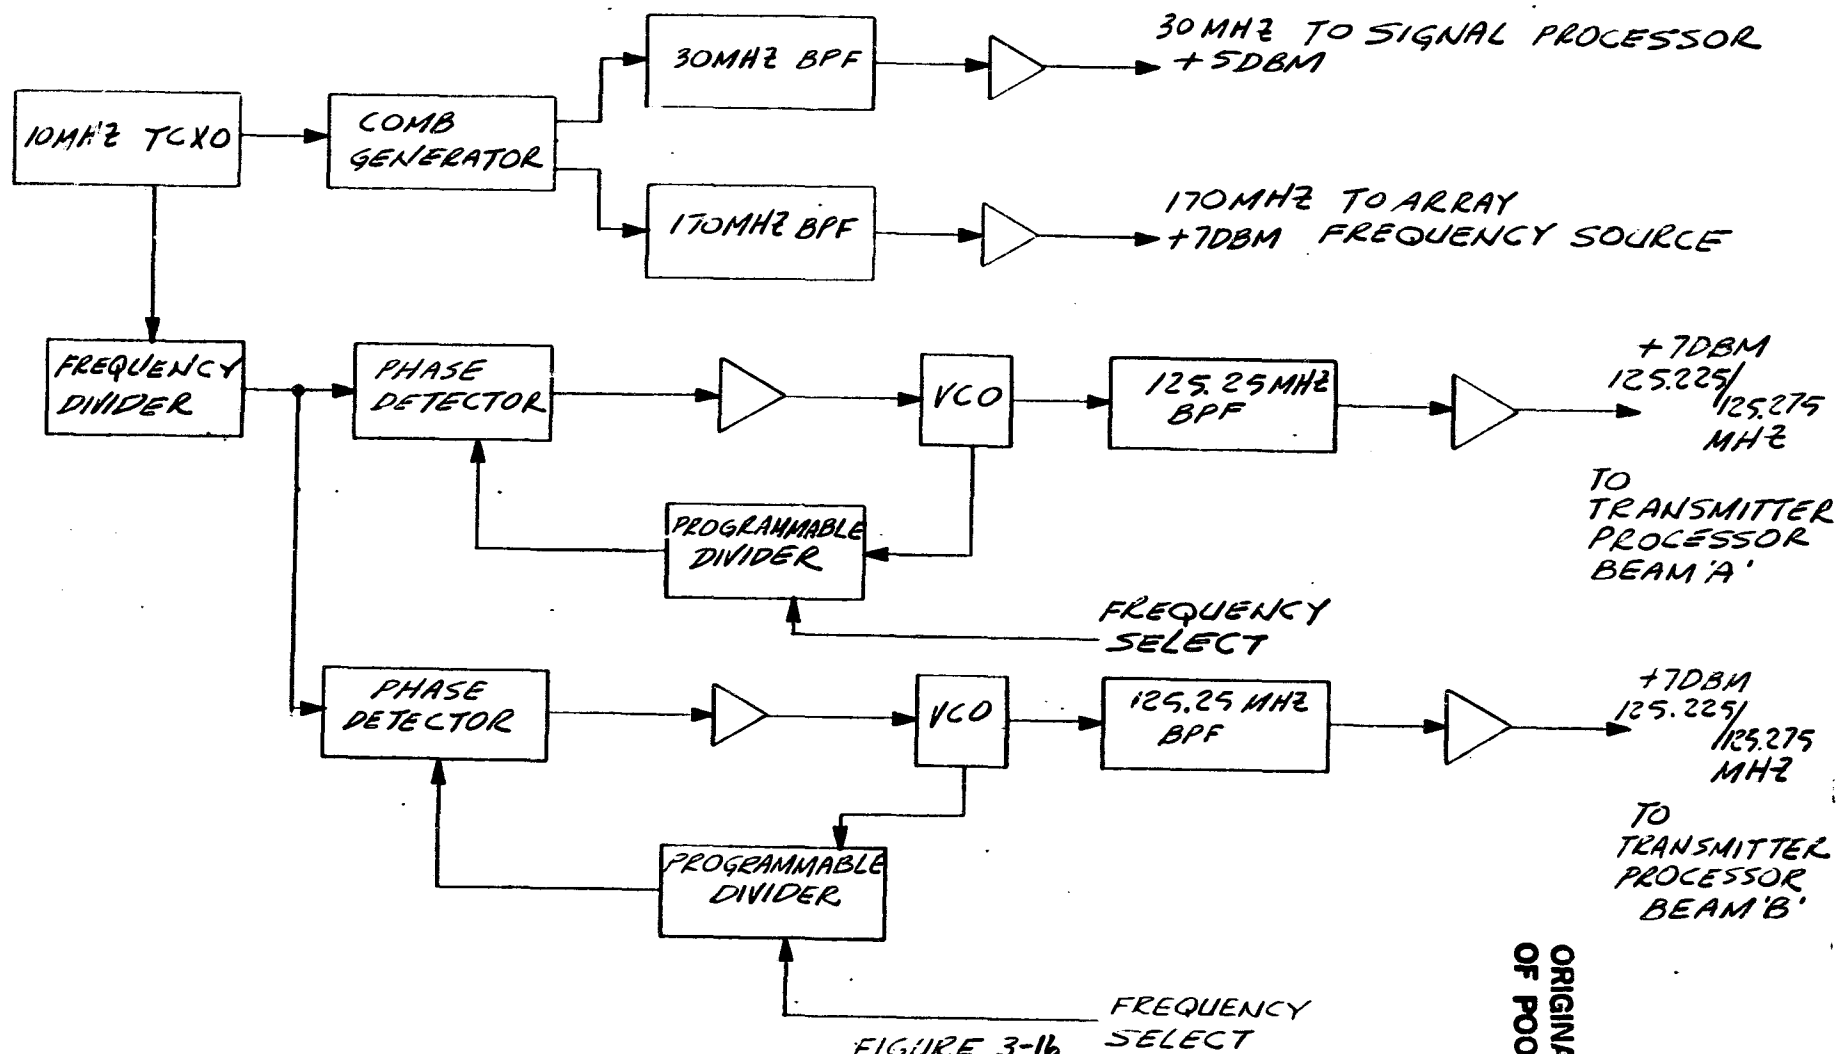 30MHZ TO SIGNAL PROCESSOR
+5DBM
30MHZ BPF
10MHZ TCXO
COMB
GENERATOR
170MHZ BPF
170MHZ TO ARRAY
+7DBM FREQUENCY SOURCE
FREQUENCY
DIVIDER
PHASE
DETECTOR
VCO
125.25MHZ
BPF
+7DBM
125.225/
/125.275
MHZ
TO
TRANSMITTER
PROCESSOR
BEAM 'A'
PROGRAMMABLE
DIVIDER
FREQUENCY
SELECT
PHASE
DETECTOR
VCO
125.25 MHZ
BPF
+7DBM
125.225/
/125.275
MHZ
TO
TRANSMITTER
PROCESSOR
BEAM 'B'
PROGRAMMABLE
DIVIDER
FREQUENCY
SELECT
FIGURE 3-16
ORIGINA
OF POO